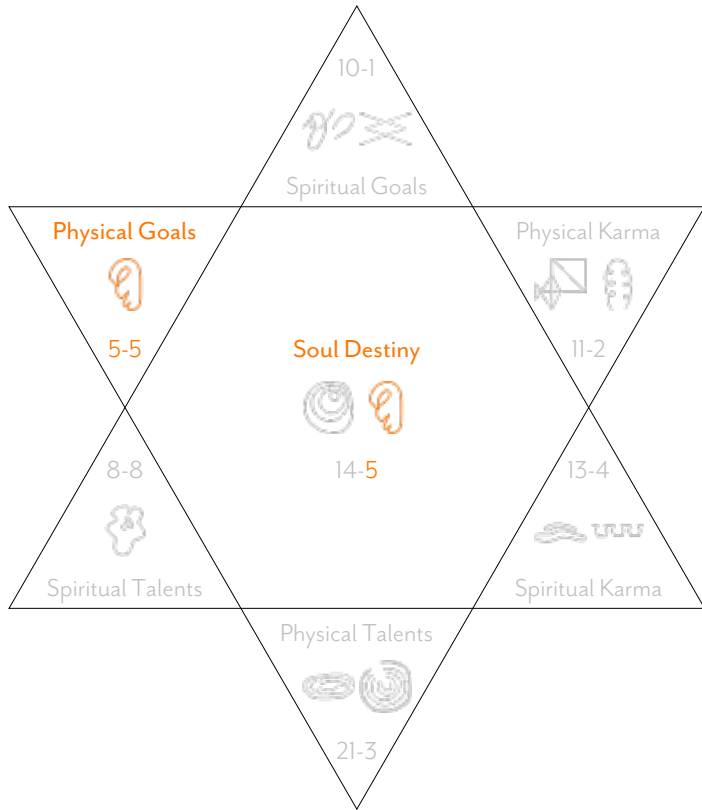 10-1
Spiritual Goals
Physical Goals
5-5
Physical Karma
11-2
Soul Destiny
14-5
8-8
Spiritual Talents
13-4
Spiritual Karma
Physical Talents
21-3